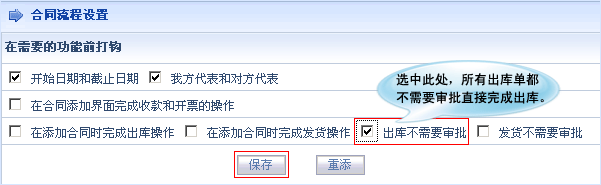 合同流程设置
在需要的功能前打钩
开始日期和截止日期 我方代表和对方代表
选中此处，所有出库单都
不需要审批直接完成出库。
在合同添加界面完成收款和开票的操作
在添加合同时完成出库操作 在添加合同时完成发货操作 出库不需要审批 发货不需要审批
保存 重添